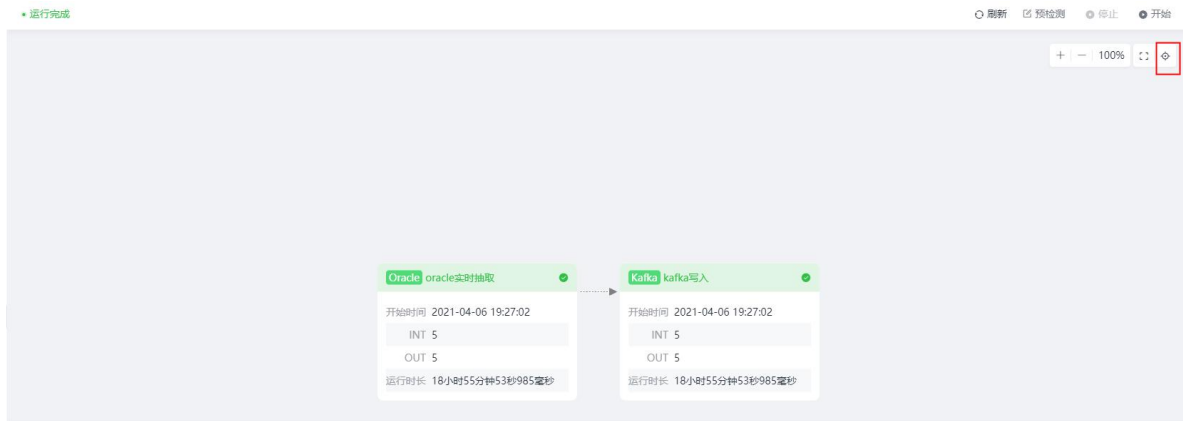 运行完成 刷新 预检测 停止 开始
+ - 100%
Oracle oracle实时抽取 Kafka kafka写入
开始时间 2021-04-06 19:27:02 开始时间 2021-04-06 19:27:02
INT 5 INT 5
OUT 5 OUT 5
运行时长 18小时55分钟53秒985毫秒 运行时长 18小时55分钟53秒985毫秒